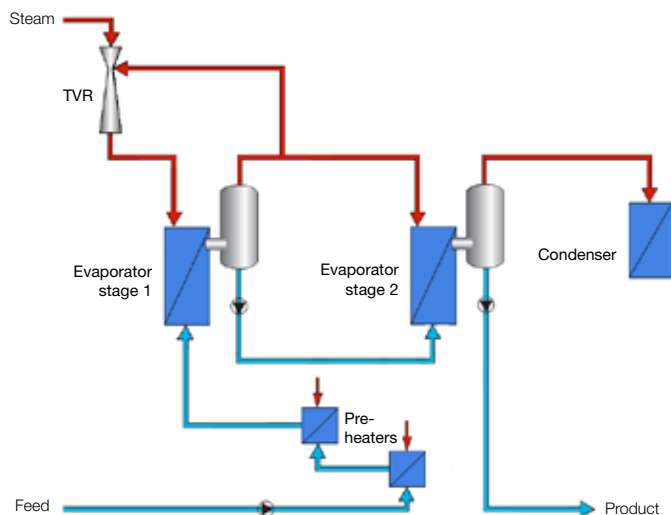 Steam
TVR
Evaporator
stage 1
Evaporator
stage 2
Condenser
Pre-
heaters
Feed
Product